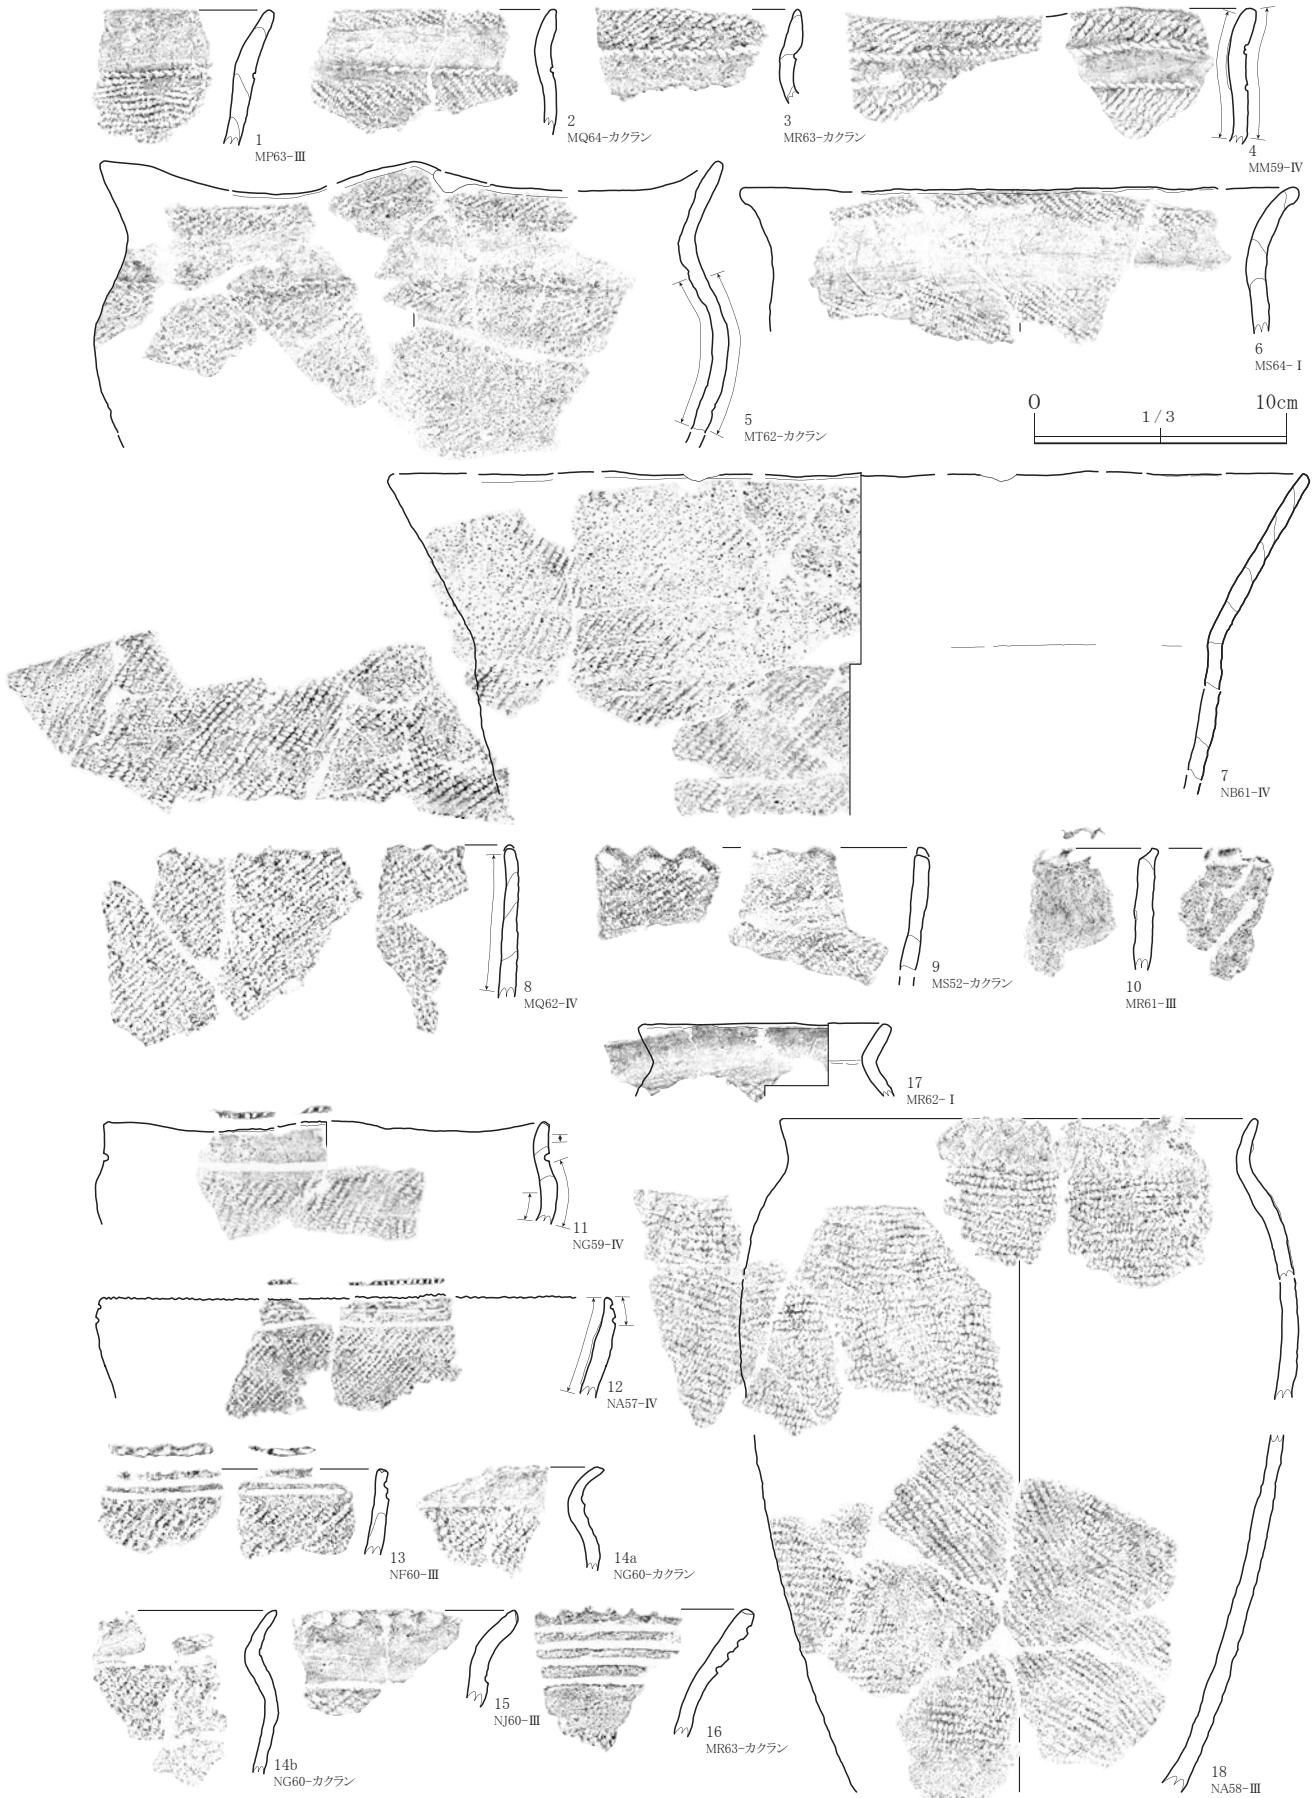 1
MP63-Ⅲ
2
MQ64-カクラン
3
MR63-カクラン
4
MM59-Ⅳ
5
MT62-カクラン
6
MS64-Ⅰ
0 1/3 10cm
7
NB61-Ⅳ
8
MQ62-Ⅳ
9
MS52-カクラン
10
MR61-Ⅲ
17
MR62-Ⅰ
11
NG59-Ⅳ
12
NA57-Ⅳ
13
NF60-Ⅲ
14a
NG60-カクラン
14b
NG60-カクラン
15
NJ60-Ⅲ
16
MR63-カクラン
18
NA58-Ⅲ